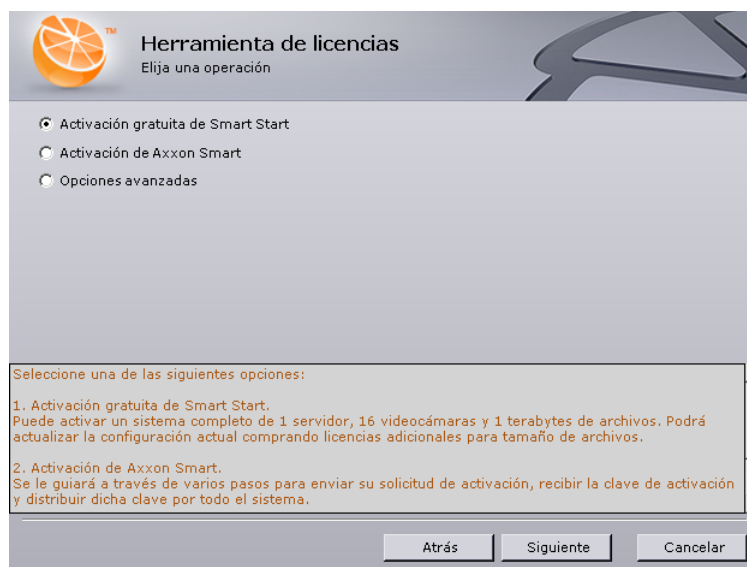 TM
Herramienta de licencias
Elija una operación
Activación gratuita de Smart Start
Activación de Axxon Smart
Opciones avanzadas
Seleccione una de las siguientes opciones:
1. Activación gratuita de Smart Start.
Puede activar un sistema completo de 1 servidor, 16 videocámaras y 1 terabytes de archivos. Podrá
actualizar la configuración actual comprando licencias adicionales para tamaño de archivos.
2. Activación de Axxon Smart.
Se le guiará a través de varios pasos para enviar su solicitud de activación, recibir la clave de activación
y distribuir dicha clave por todo el sistema.
Atrás
Siguiente
Cancelar